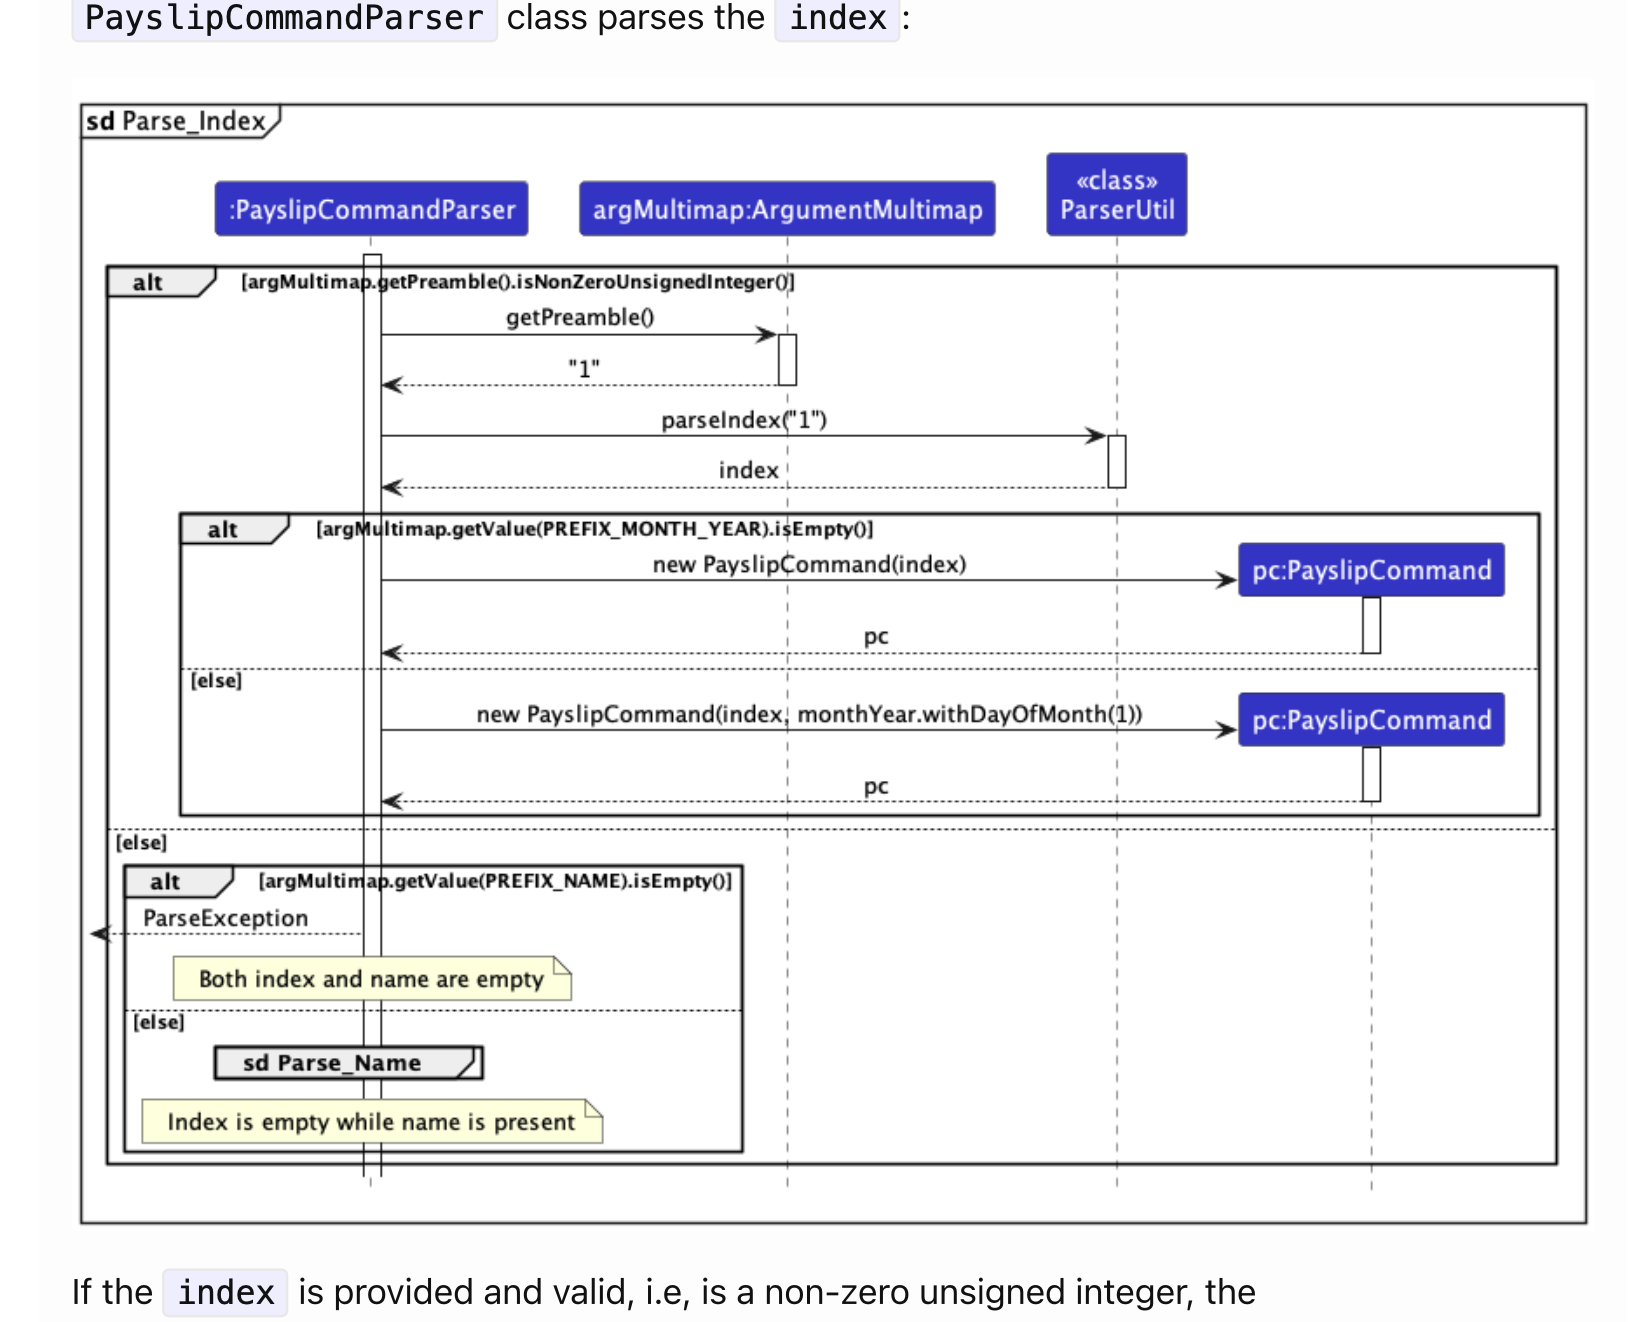 PayslipCommandParser class parses the index:
sd Parse_Index
«class»
:PayslipCommandParser argMultimap:ArgumentMultimap ParserUtil
alt [argMultimap.getPreamble().isNonZeroUnsignedInteger()]
getPreamble()
"1"
parseIndex("1")
index
alt [argMultimap.getValue(PREFIX_MONTH_YEAR).isEmpty()]
new PayslipCommand(index) pc:PayslipCommand
pc
[else]
new PayslipCommand(index, monthYear.withDayOfMonth(1)) pc:PayslipCommand
pc
[else]
alt [argMultimap.getValue(PREFIX_NAME).isEmpty()]
ParseException
Both index and name are empty
[else]
sd Parse_Name
Index is empty while name is present
If the index is provided and valid, i.e, is a non-zero unsigned integer, the